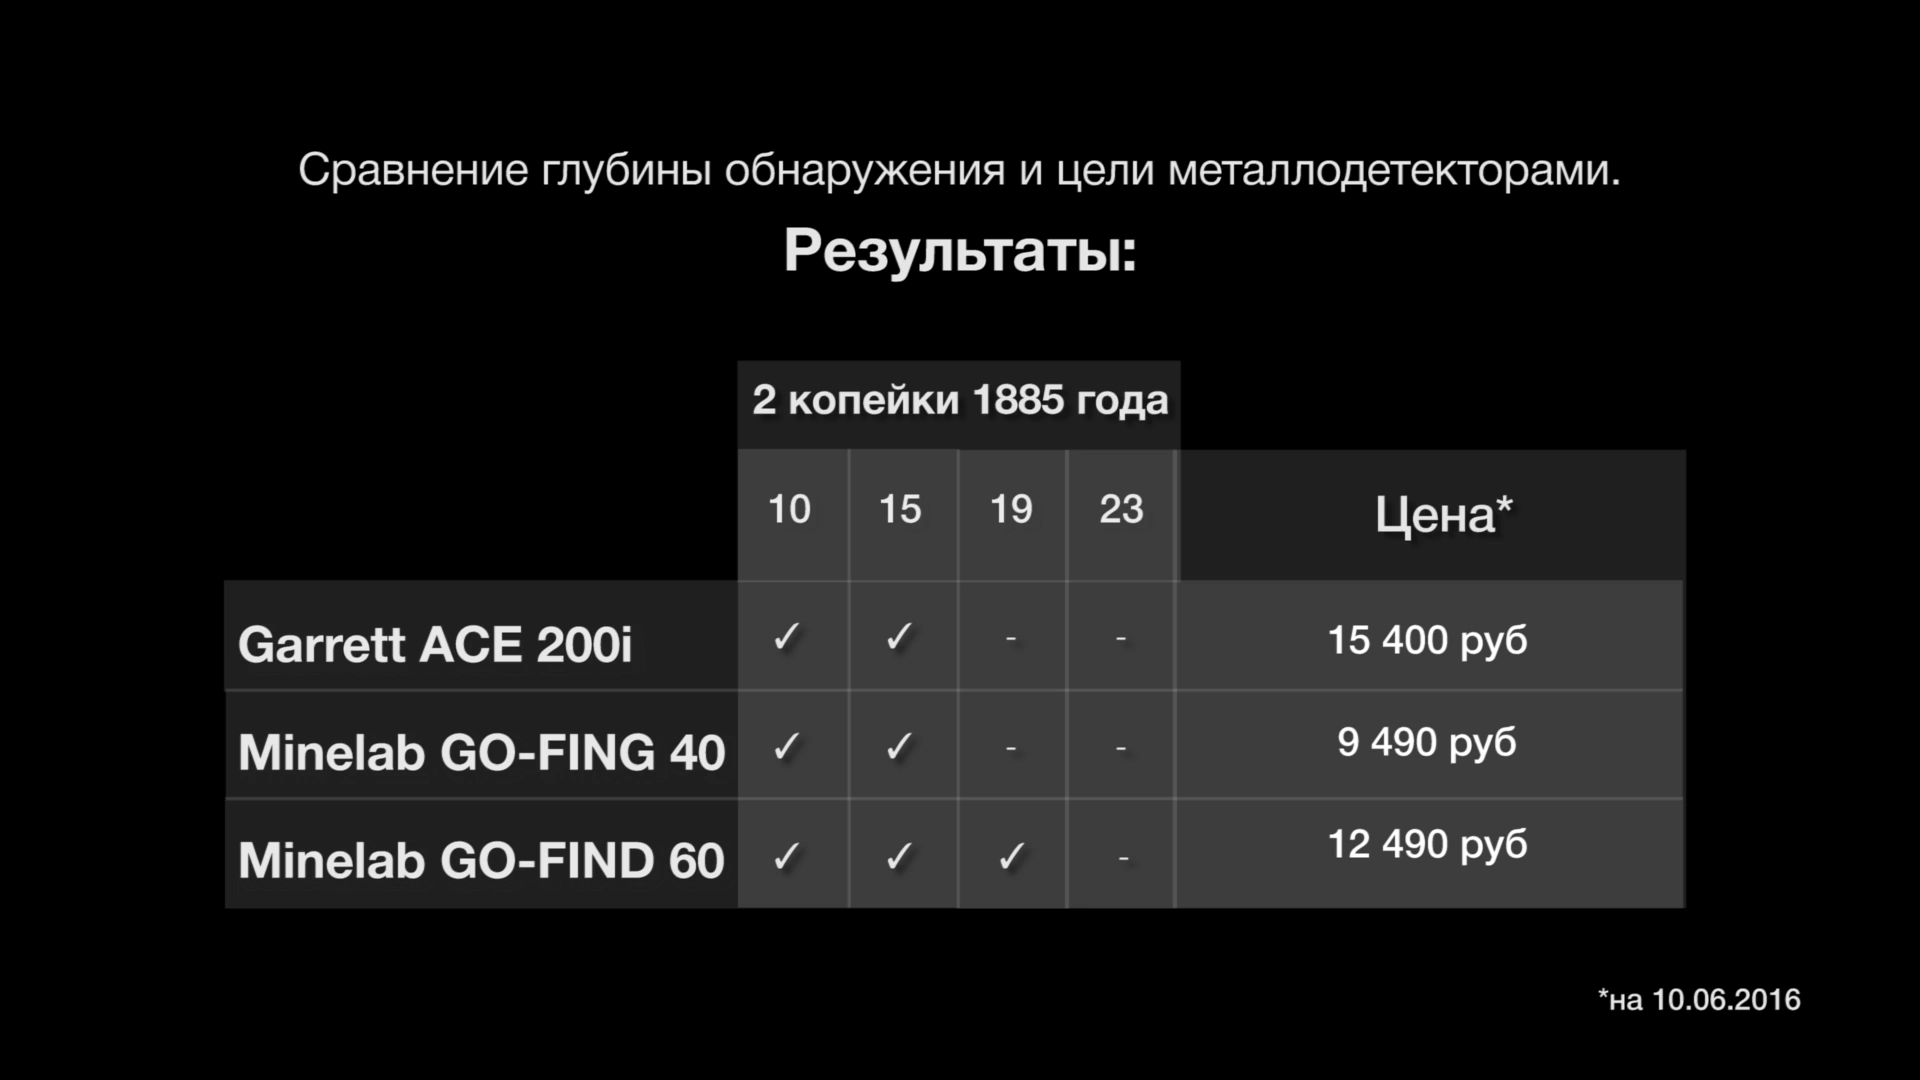 Сравнение глубины обнаружения и цели металлодетекторами.
Результаты:
2 копейки 1885 года
10 15 19 23 Цена*
Garrett ACE 200i ✓ ✓ - - 15 400 руб
Minelab GO-FING 40 ✓ ✓ - - 9 490 руб
Minelab GO-FIND 60 ✓ ✓ ✓ - 12 490 руб
*на 10.06.2016